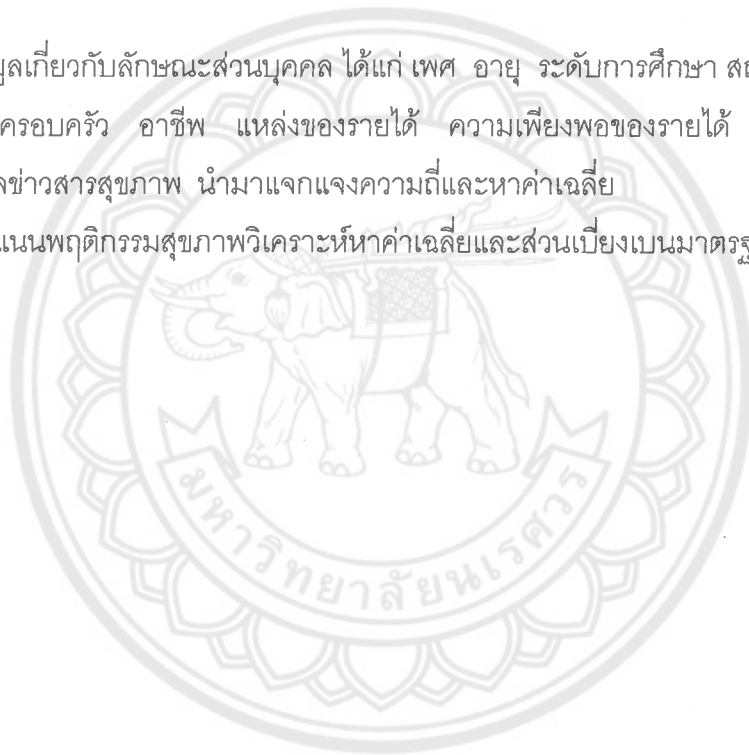 มูลเกี่ยวกับลักษณะส่วนบุคคล ได้แก่ เพศ อายุ ระดับการศึกษา
ครอบครัว อาชีพ แหล่งของรายได้ ความเพียงพอของรายได้
ข่าวสารสุขภาพ นำมาแจกแจงความถี่และหาค่าเฉลี่ย
แนนพฤติกรรมสุขภาพวิเคราะห์หาค่าเฉลี่ยและส่วนเบี่ยงเบนมาตรฐ
มหาวิทยาลัยนเรศวร